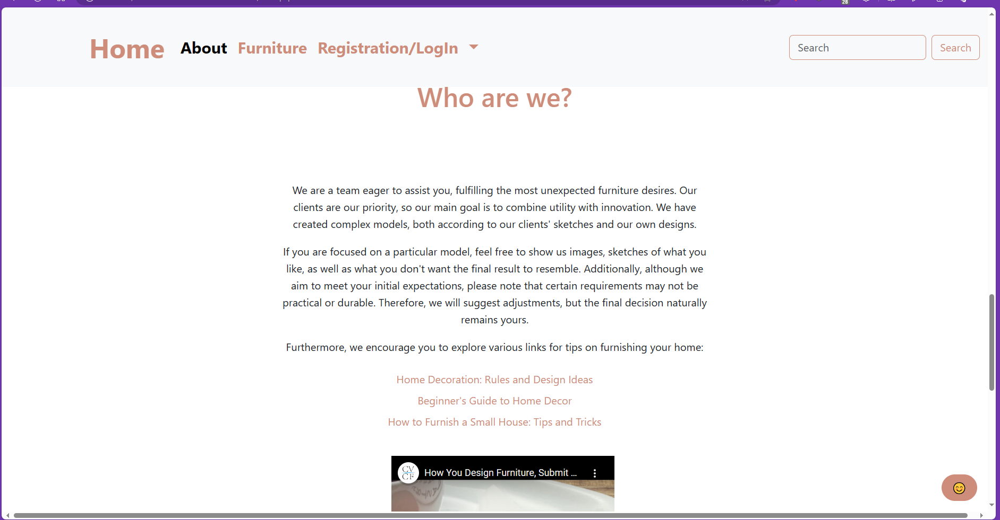 28
Home About Furniture Registration/LogIn Search Search
Who are we?
We are a team eager to assist you, fulfilling the most unexpected furniture desires. Our
clients are our priority, so our main goal is to combine utility with innovation. We have
created complex models, both according to our clients' sketches and our own designs.
If you are focused on a particular model, feel free to show us images, sketches of what you
like, as well as what you don't want the final result to resemble. Additionally, although we
aim to meet your initial expectations, please note that certain requirements may not be
practical or durable. Therefore, we will suggest adjustments, but the final decision naturally
remains yours.
Furthermore, we encourage you to explore various links for tips on furnishing your home:
Home Decoration: Rules and Design Ideas
Beginner's Guide to Home Decor
How to Furnish a Small House: Tips and Tricks
CV
CF
How You Design Furniture, Submit ...